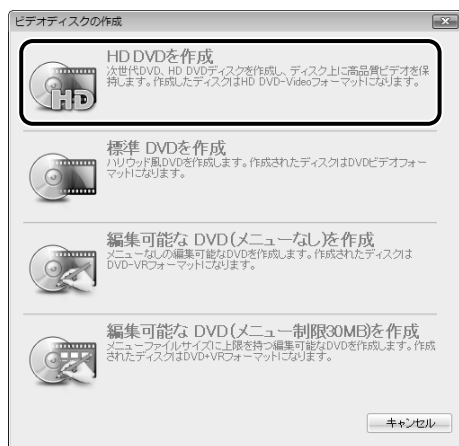 ビデオディスクの作成
HD DVDを作成
次世代DVD、HD DVDディスクを作成し、ディスク上に高品質ビデオを保
持します。作成したディスクはHD DVD-Videoフォーマットになります。
HD
標準 DVDを作成
ハリウッド風DVDを作成します。作成されたディスクはDVDビデオフォー
マットになります。
編集可能な DVD(メニューなし)を作成
メニューなしの編集可能なDVDを作成します。作成されたディスクは
DVD-VRフォーマットになります。
編集可能な DVD(メニュー制限30MB)を作成
メニューファイルサイズに上限を持つ編集可能なDVDを作成します。作成
されたディスクはDVD+VRフォーマットになります。
キャンセル